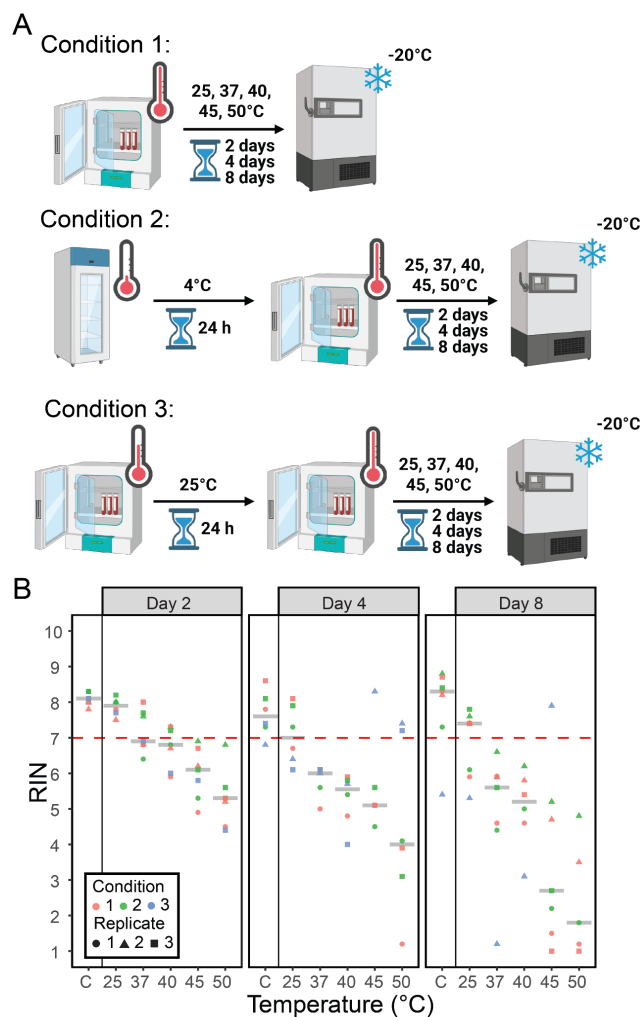 A
Condition 1:
-20°C
25, 37, 40,
45, 50°C
2 days
4 days
8 days
Condition 2:
-20°C
4°C
24 h
25, 37, 40,
45, 50°C
2 days
4 days
8 days
Condition 3:
-20°C
25°C
24 h
25, 37, 40,
45, 50°C
2 days
4 days
8 days
B
Day 2 Day 4 Day 8
10
9
8
7
6
5
4
3
2
1
RIN
Condition
1 2 3
Replicate
1 2 3
C 25 37 40 45 50 C 25 37 40 45 50 C 25 37 40 45 50
Temperature (°C)